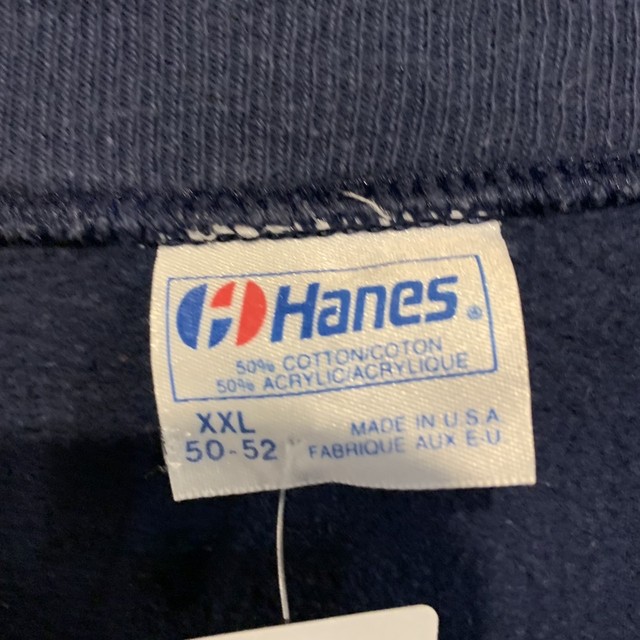 Hanes®
50% COTTON/COTON
50% ACRYLIC/ACRYLIQUE
XXL
50-52
MADE IN U.S.A
FABRIQUE AUX E.U.